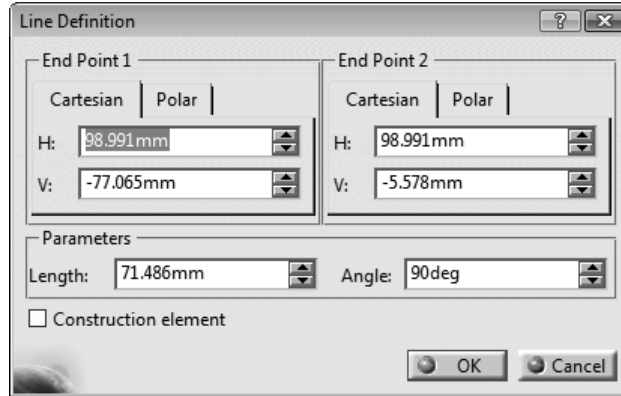 Line Definition
End Point 1
Cartesian Polar
H: 98.991mm
V: -77.065mm
End Point 2
Cartesian Polar
H: 98.991mm
V: -5.578mm
Parameters
Length: 71.486mm Angle: 90deg
Construction element
OK Cancel